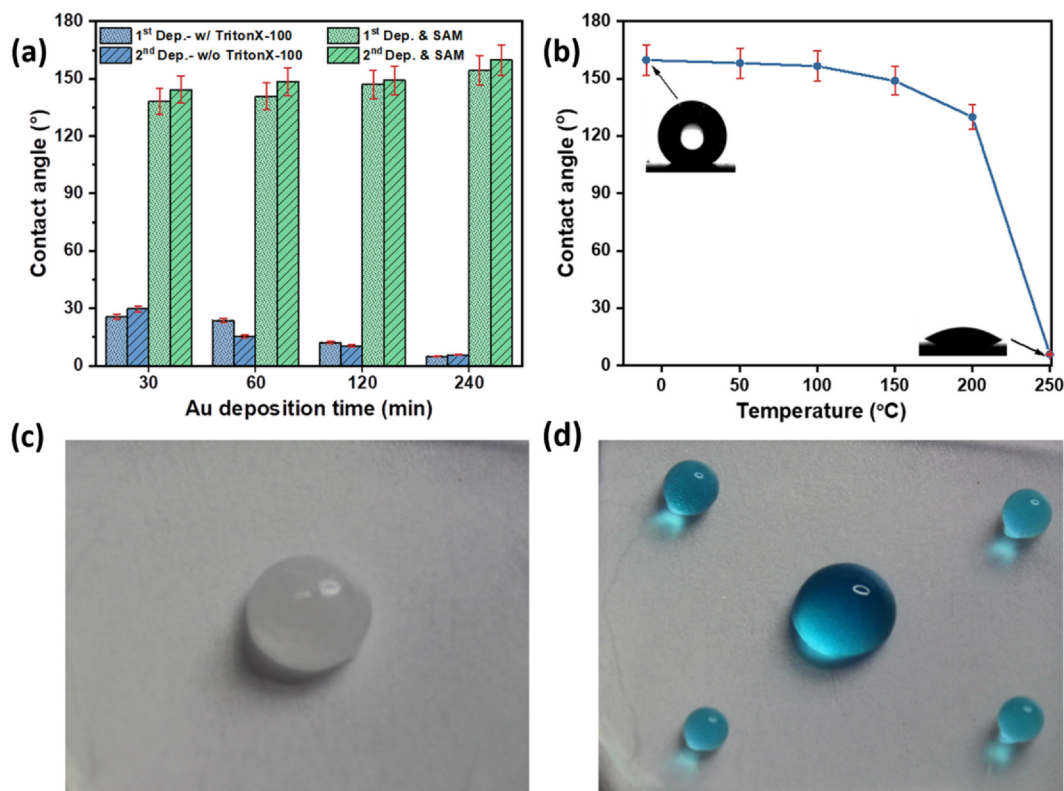 (a)
1st Dep.- w/ TritonX-100
1st Dep. & SAM
2nd Dep.- w/o TritonX-100
2nd Dep. & SAM
180
150
120
90
60
30
0
Contact angle (°)
30
60
120
240
Au deposition time (min)
(b)
180
150
120
90
60
30
0
Contact angle (°)
0
50
100
150
200
250
Temperature (°C)
(c)
(d)